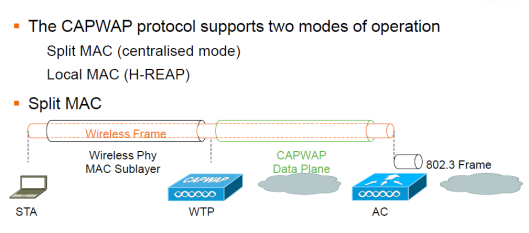 The CAPWAP protocol supports two modes of operation
Split MAC (centralised mode)
Local MAC (H-REAP)
Split MAC
Wireless Frame
Wireless Phy
MAC Sublayer
CAPWAP
Data Plane
802.3 Frame
CAPWAP
STA
WTP
AC